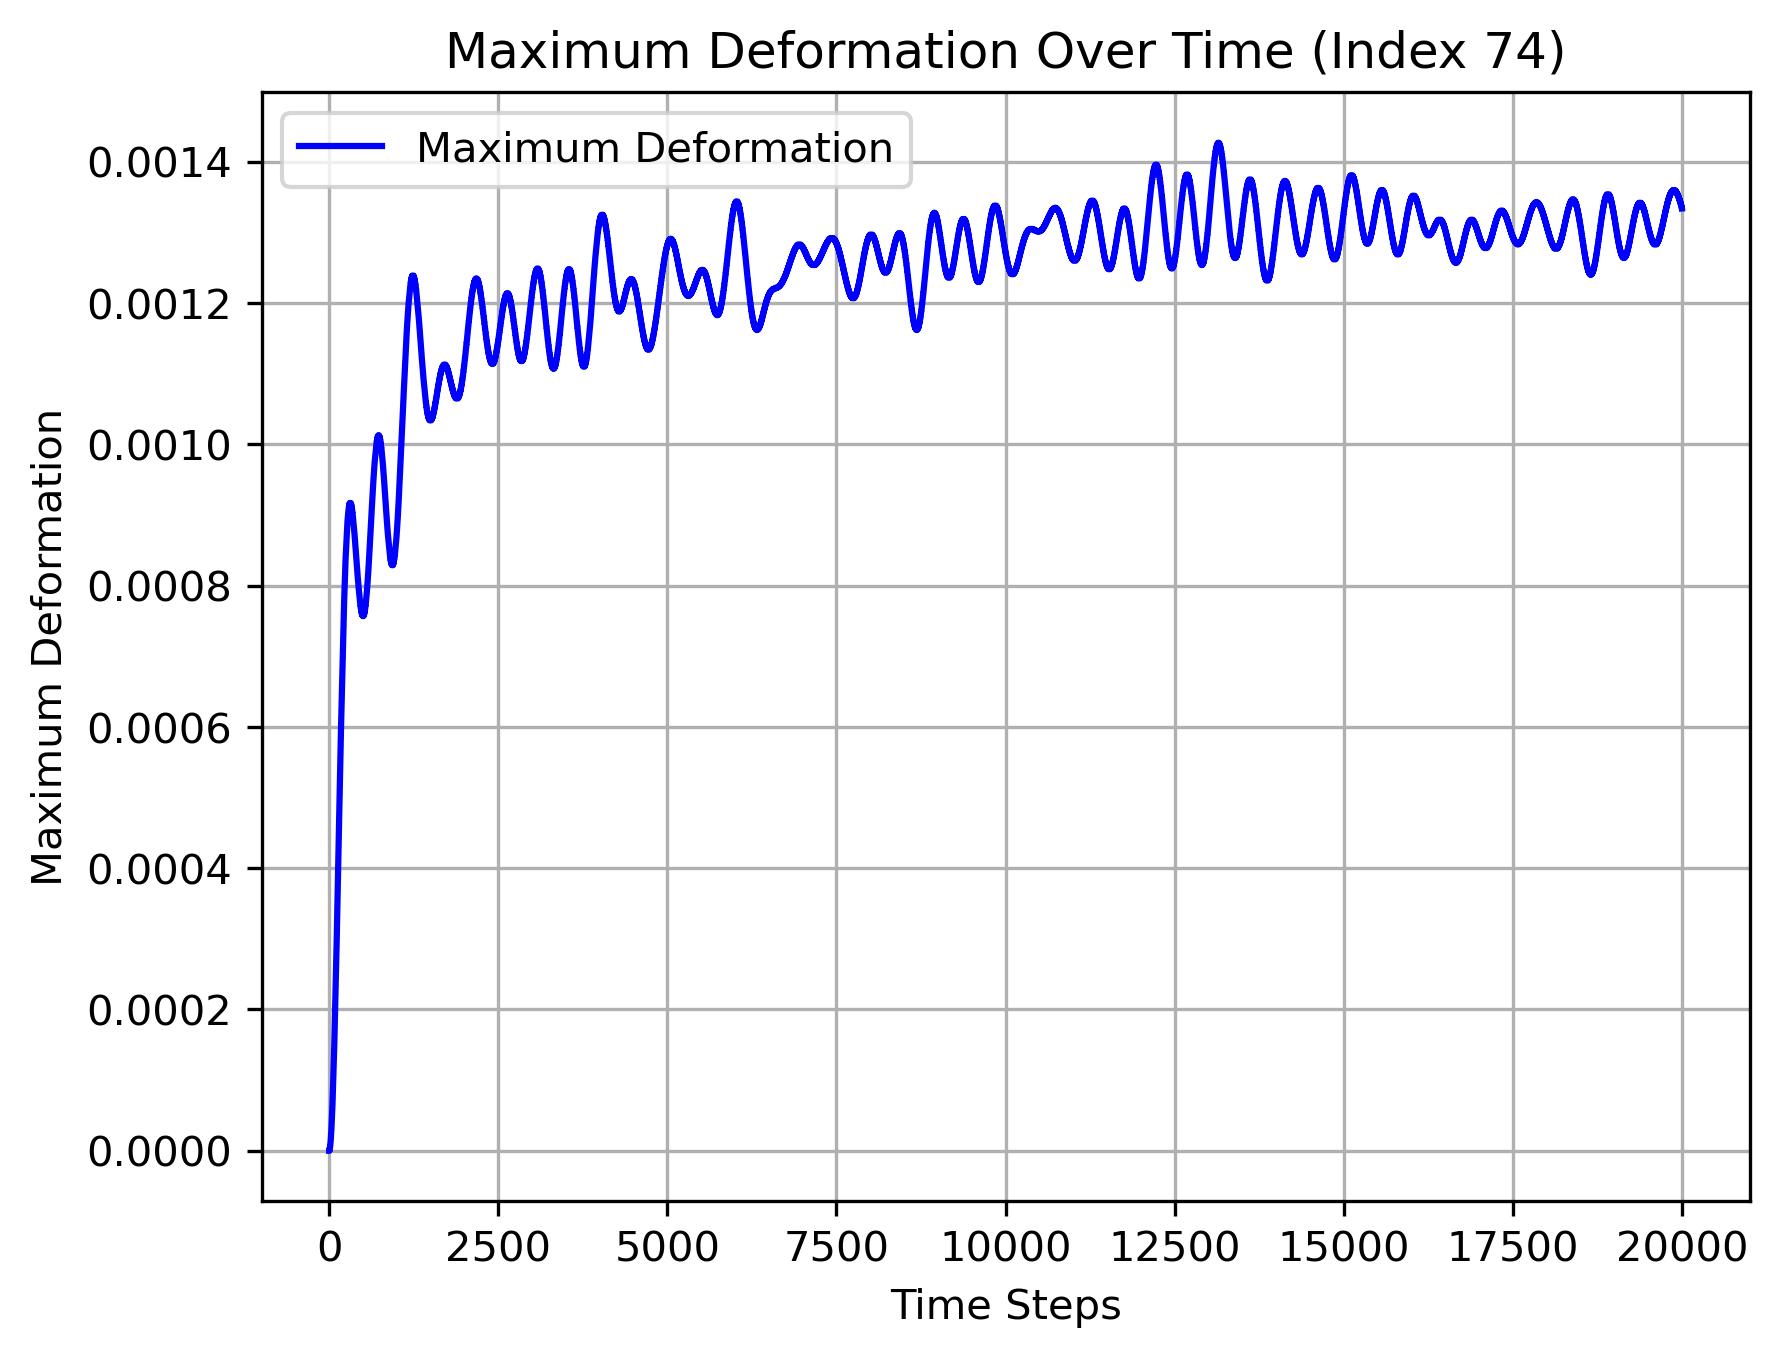 Maximum Deformation Over Time (Index 74)
Maximum Deformation
0.0014
0.0012
0.0010
0.0008
0.0006
0.0004
0.0002
0.0000
Maximum Deformation
0 2500 5000 7500 10000 12500 15000 17500 20000
Time Steps